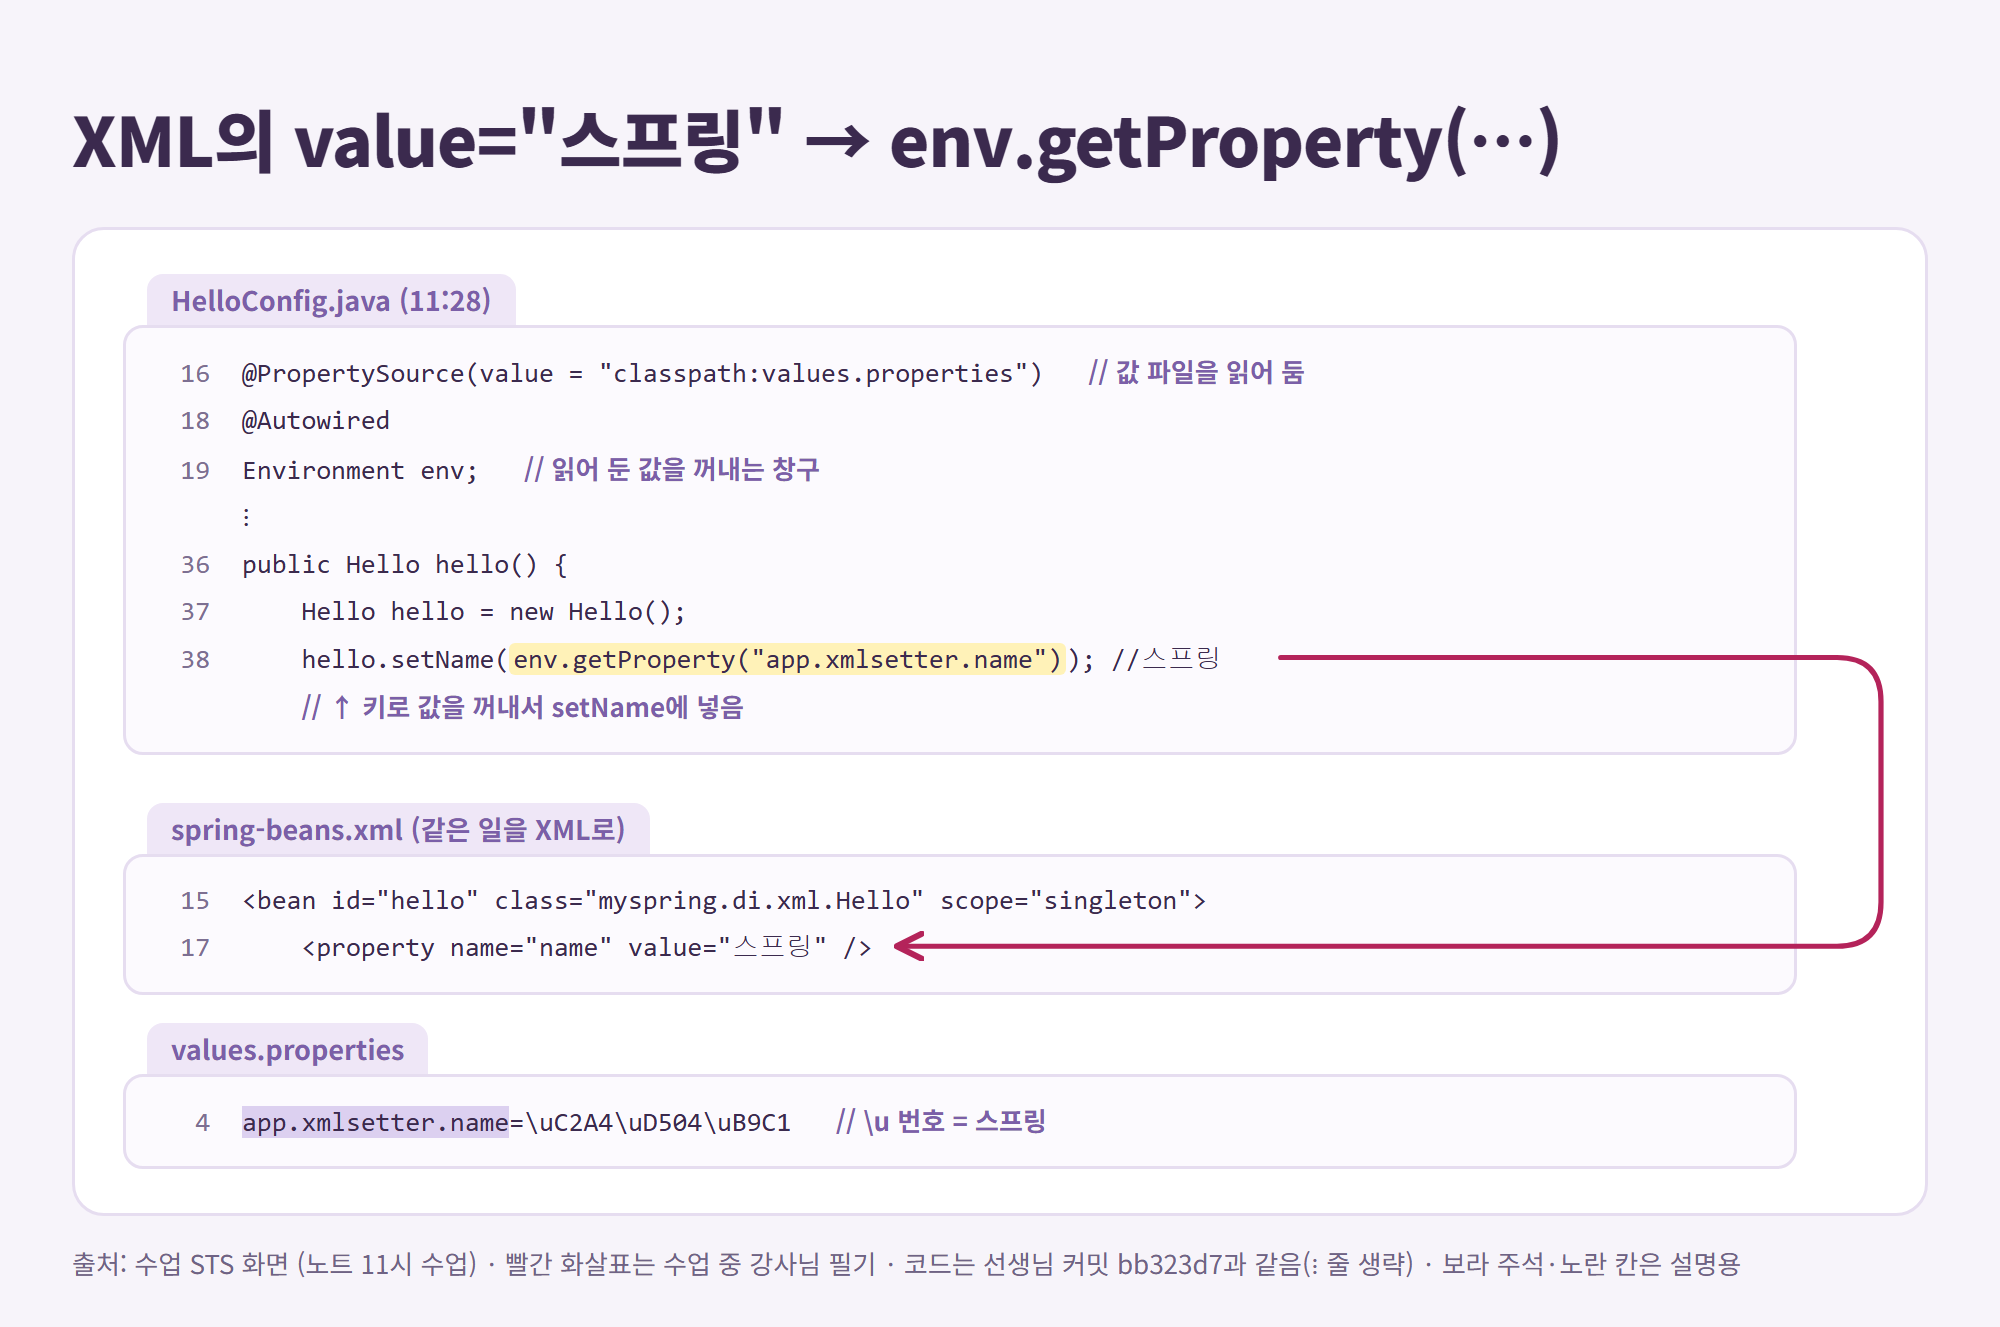 XML의 value="스프링" → env.getProperty(⋯)
HelloConfig.java (11:28)
16 @PropertySource(value = "classpath:values.properties") // 값 파일을 읽어 둠
18 @Autowired
19 Environment env; // 읽어 둔 값을 꺼내는 창구
⋮
36 public Hello hello() {
37 Hello hello = new Hello();
38 hello.setName(env.getProperty("app.xmlsetter.name")); //스프링
// ↑ 키로 값을 꺼내서 setName에 넣음
spring-beans.xml (같은 일을 XML로)
15 <bean id="hello" class="myspring.di.xml.Hello" scope="singleton">
17 <property name="name" value="스프링" />
values.properties
4 app.xmlsetter.name=\uC2A4\uD504\uB9C1 // \u 번호 = 스프링
출처: 수업 STS 화면 (노트 11시 수업) · 빨간 화살표는 수업 중 강사님 필기 · 코드는 선생님 커밋 bb323d7과 같음(⋮ 줄 생략) · 보라 주석·노란 칸은 설명용